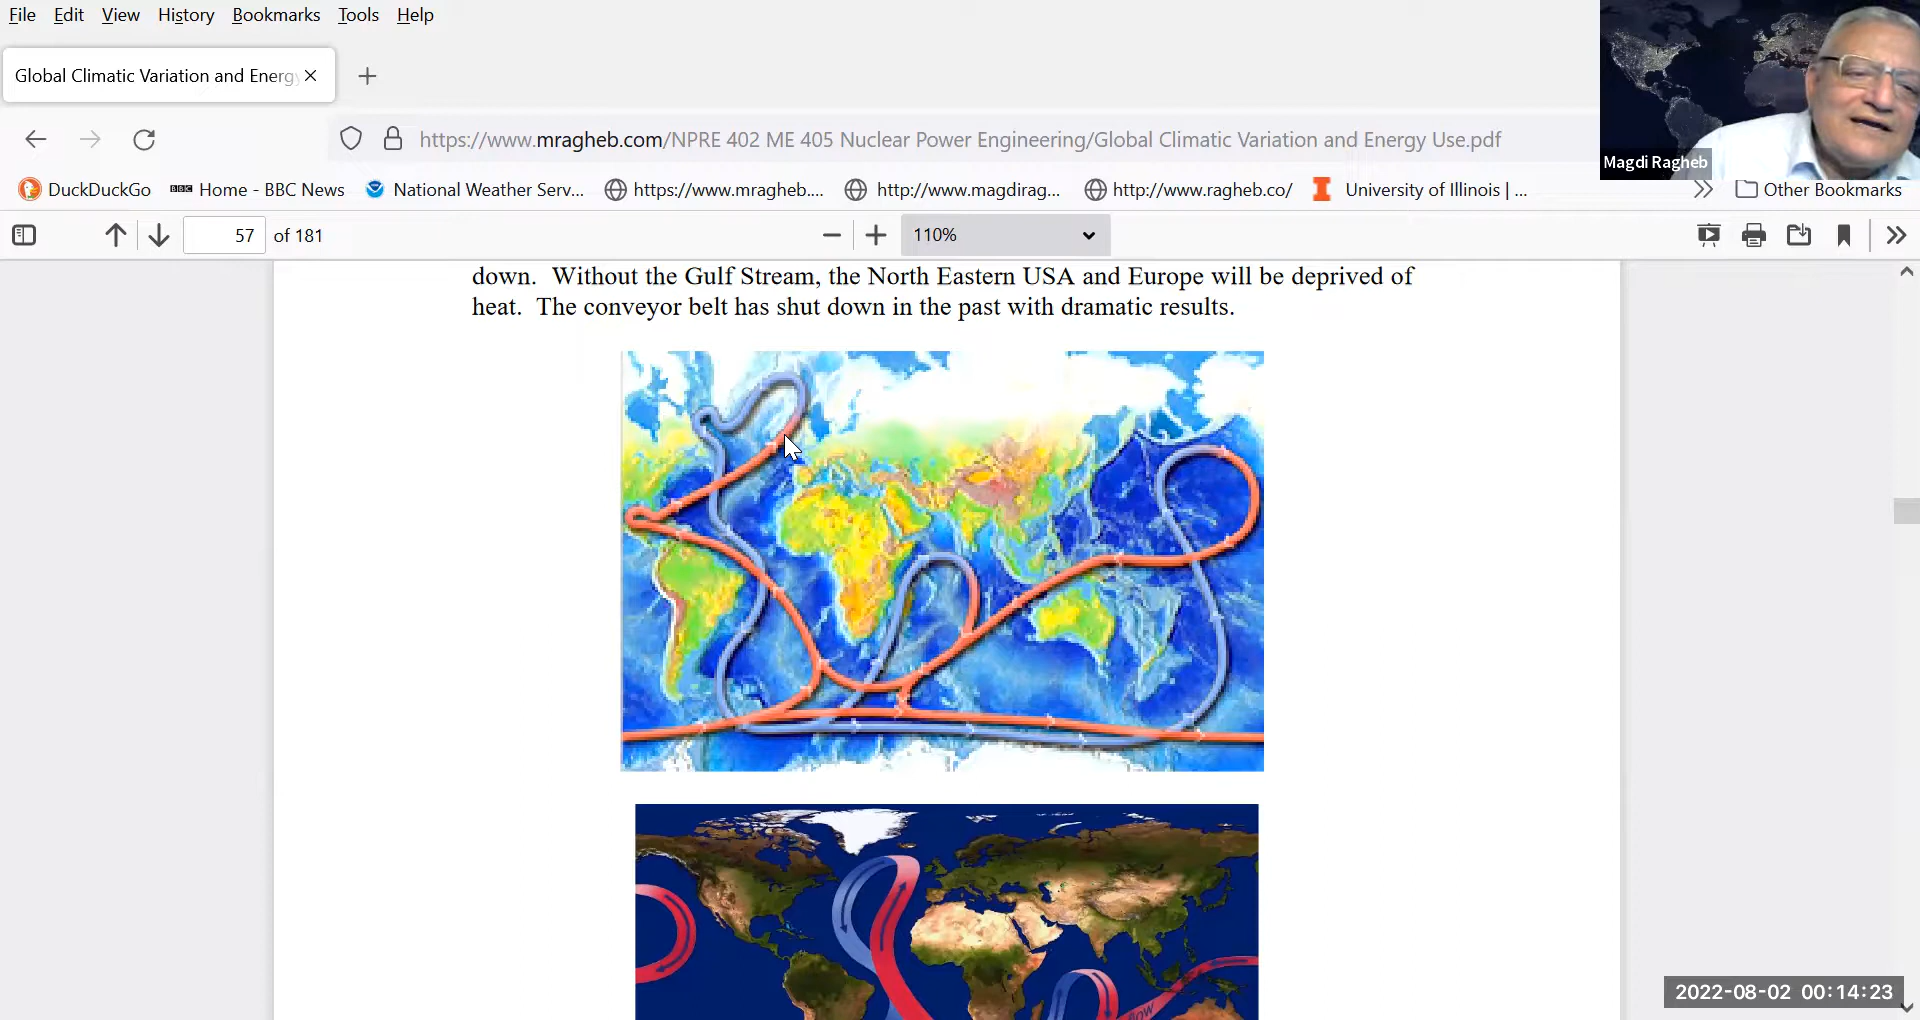 File Edit View History Bookmarks Tools Help
Global Climatic Variation and Energ
https://www.mragheb.com/NPRE 402 ME 405 Nuclear Power Engineering/Global Climatic Variation and Energy Use.pdf
Magdi Ragheb
DuckDuckGo BBC Home - BBC News National Weather Serv... https://www.mragheb.... http://www.magdirag... http://www.ragheb.co/ I University of Illinois | ... Other Bookmarks
57 of 181 110%
down. Without the Gulf Stream, the North Eastern USA and Europe will be deprived of
heat. The conveyor belt has shut down in the past with dramatic results.
2022-08-02 00:14:23